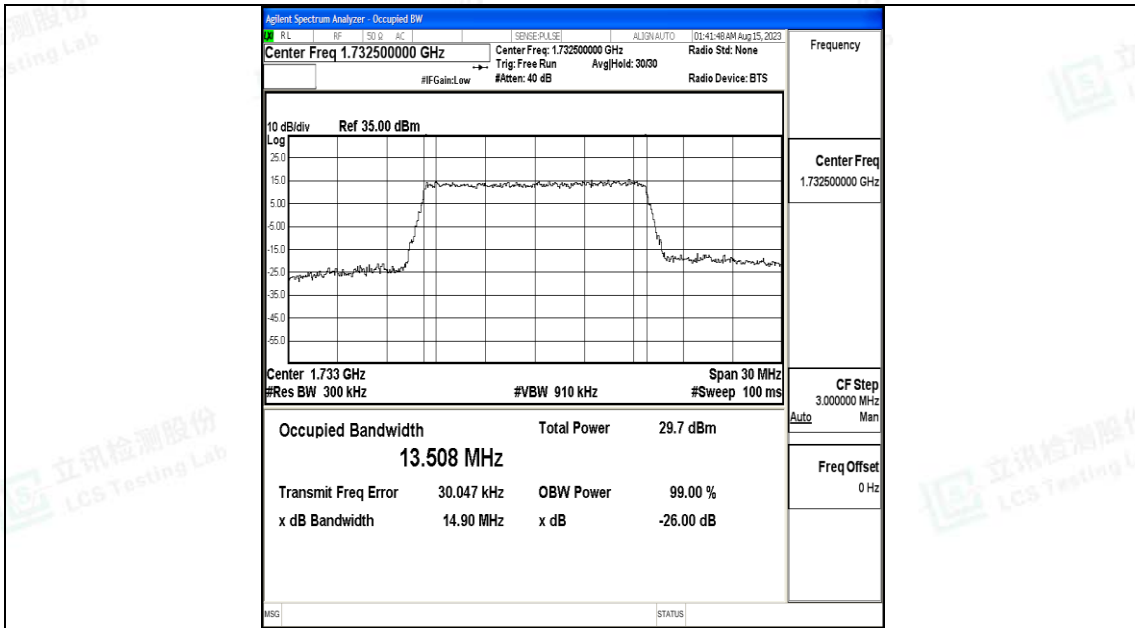 Agilent Spectrum Analyzer - Occupied BW
RL RF 50 Ω AC SENSE:PULSE ALIGN AUTO 01:41:48 AM Aug 15, 2023
Center Freq 1.732500000 GHz
Center Freq: 1.732500000 GHz
Radio Std: None
Trig: Free Run Avg|Hold: 30/30
#IFGain:Low
#Atten: 40 dB
Radio Device: BTS
Frequency
10 dB/div Ref 35.00 dBm
Log
25.0
15.0
5.00
-5.00
-15.0
-25.0
-35.0
-45.0
-55.0
Center 1.733 GHz
Span 30 MHz
#Res BW 300 kHz
#VBW 910 kHz
#Sweep 100 ms
Center Freq
1.732500000 GHz
CF Step
3.000000 MHz
Auto Man
Freq Offset
0 Hz
Occupied Bandwidth
Total Power 29.7 dBm
13.508 MHz
Transmit Freq Error 30.047 kHz OBW Power 99.00 %
x dB Bandwidth 14.90 MHz x dB -26.00 dB
MSG
STATUS
立讯检测股份
LCS Testing Lab
立讯检测股份